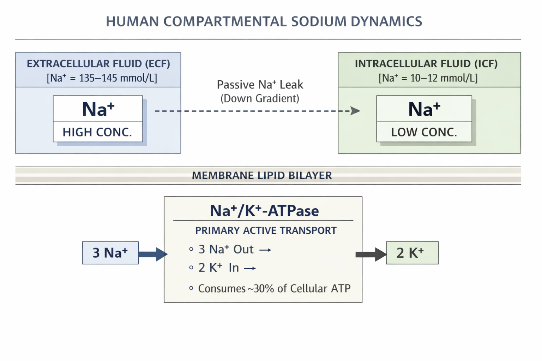 HUMAN COMPARTMENTAL SODIUM DYNAMICS
EXTRACELLULAR FLUID (ECF)
[Na⁺ = 135–145 mmol/L]
Na⁺
HIGH CONC.
Passive Na⁺ Leak
(Down Gradient)
INTRACELLULAR FLUID (ICF)
[Na⁺ = 10–12 mmol/L]
Na⁺
LOW CONC.
MEMBRANE LIPID BILAYER
Na⁺/K⁺-ATPase
PRIMARY ACTIVE TRANSPORT
◦ 3 Na⁺ Out →
◦ 2 K⁺ In →
◦ Consumes ~30% of Cellular ATP
3 Na⁺
2 K⁺